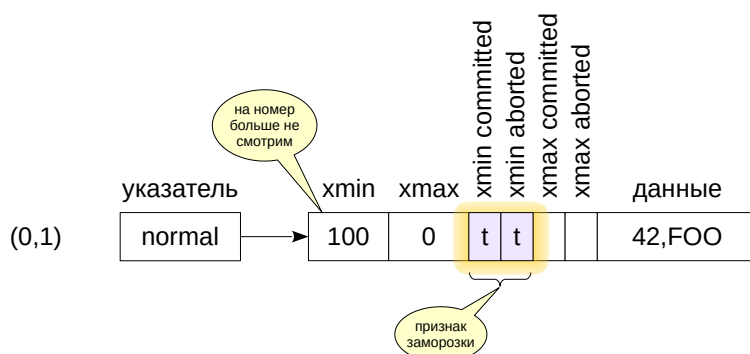 на номер
больше не
смотрим
xmin committed
xmin aborted
xmax committed
xmax aborted
указатель xmin xmax данные
(0,1) normal 100 0 t t 42,FOO
признак
заморозки